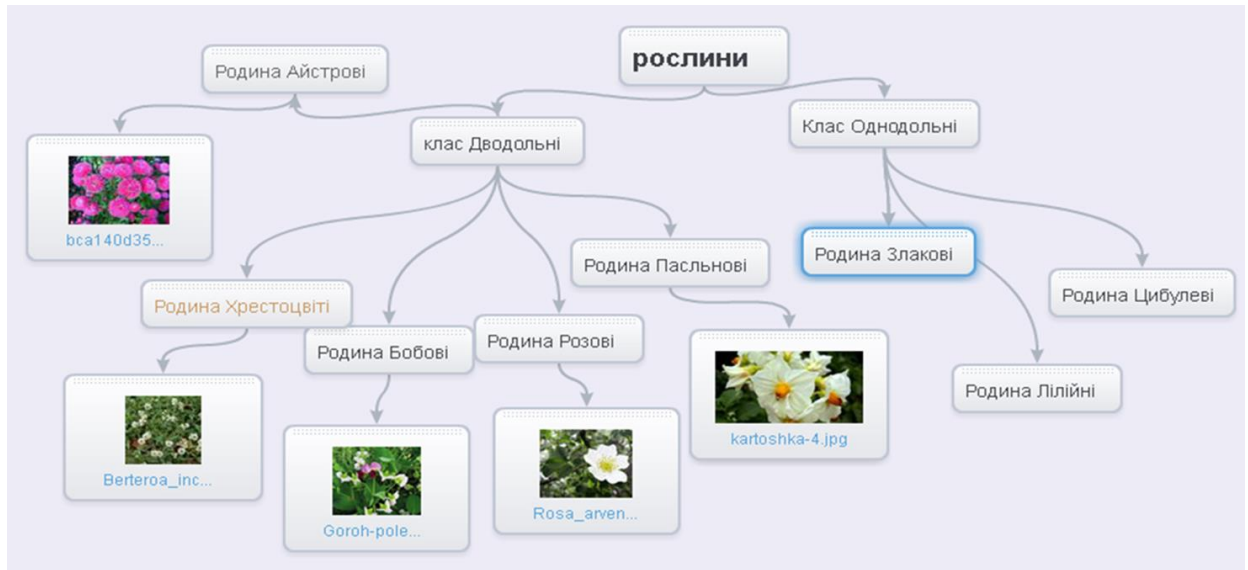 рослини
Родина Айстрові
клас Дводольні
Клас Однодольні
bca140d35...
Родина Хрестоцвіті
Родина Бобові
Родина Розові
Родина Пасльнові
Родина Злакові
Родина Цибулеві
Родина Лілійні
Berteroa_inc...
Goroh-pole...
Rosa_arven...
kartoshka-4.jpg